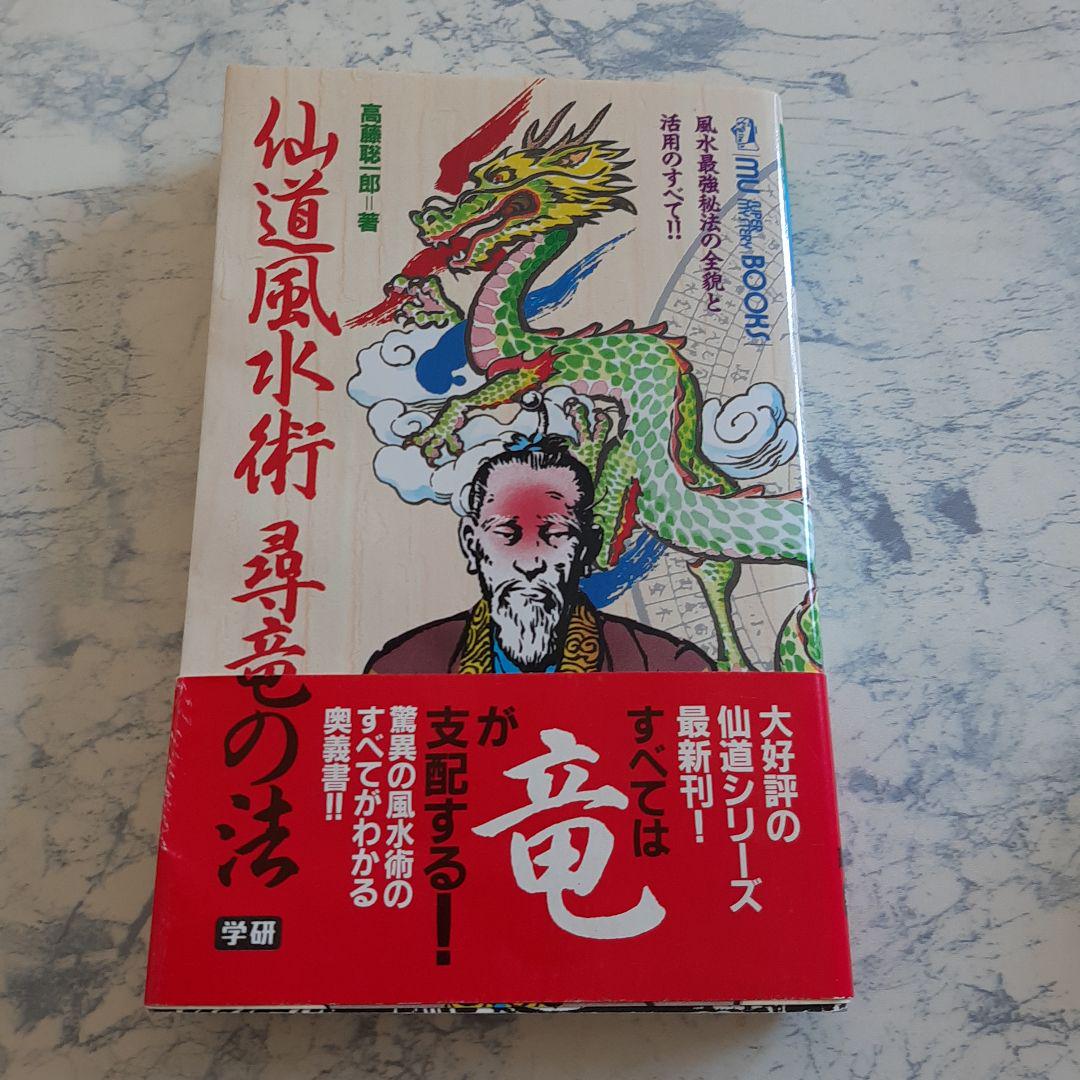 MU SUPER MYSTERY BOOKS
風水最強秘法の全貌と
活用のすべて!!
高藤聡一郎=著
仙道風水術 尋竜の法
大好評の
仙道シリーズ
最新刊!
すべては
竜
が
支配する!
驚異の風水術の
すべてがわかる
奥義書!!
学研